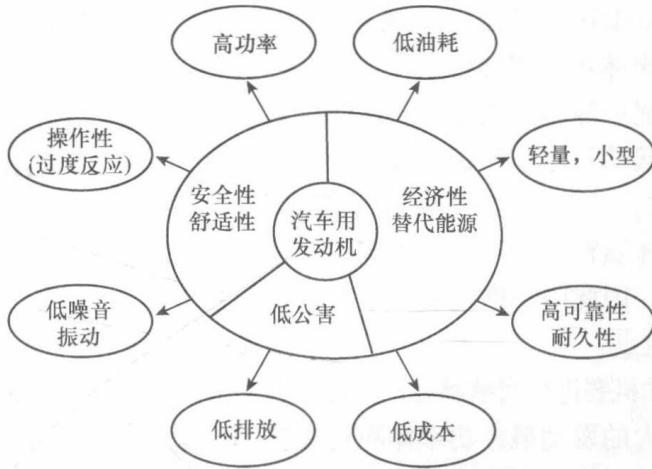 高功率
低油耗
操作性
(过度反应)
轻量，小型
安全性
舒适性
汽车用
发动机
经济性
替代能源
低噪音
振动
低公害
高可靠性
耐久性
低排放
低成本